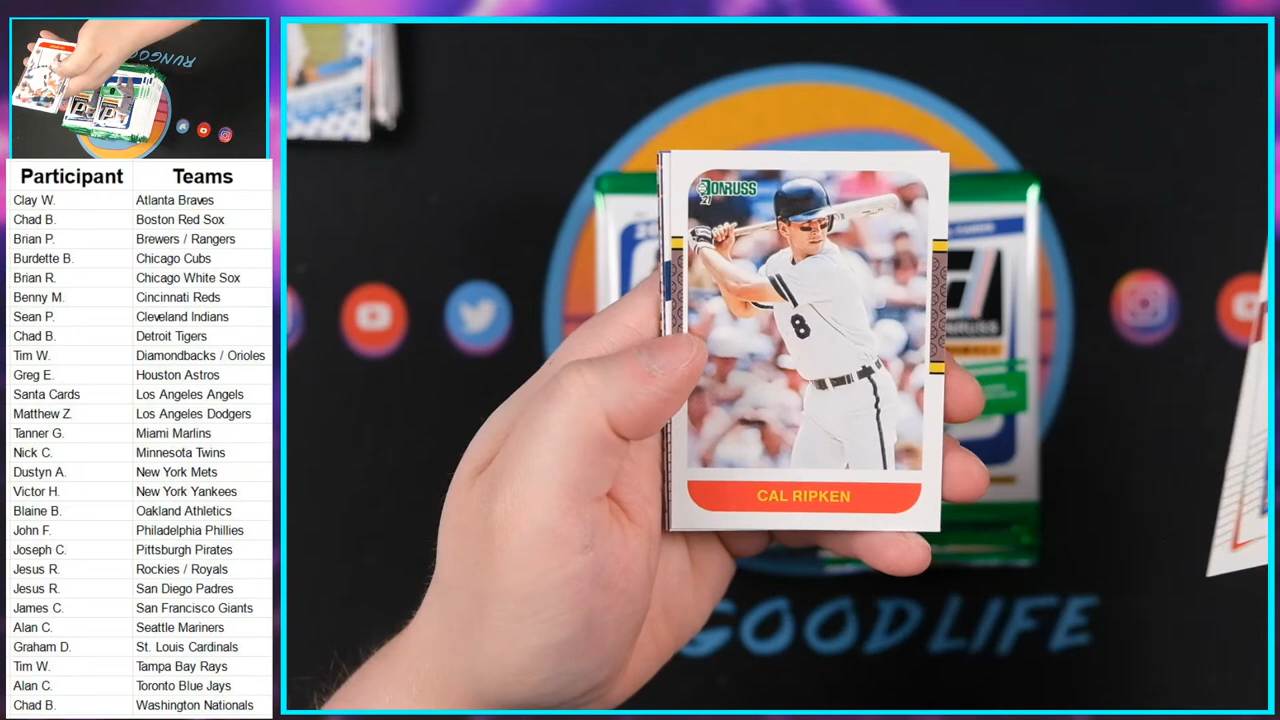 RUNGOOD
Participant Teams
Clay W. Atlanta Braves
Chad B. Boston Red Sox
Brian P. Brewers / Rangers
Burdette B. Chicago Cubs
Brian R. Chicago White Sox
Benny M. Cincinnati Reds
Sean P. Cleveland Indians
Chad B. Detroit Tigers
Tim W. Diamondbacks / Orioles
Greg E. Houston Astros
Santa Cards Los Angeles Angels
Matthew Z. Los Angeles Dodgers
Tanner G. Miami Marlins
Nick C. Minnesota Twins
Dustyn A. New York Mets
Victor H. New York Yankees
Blaine B. Oakland Athletics
John F. Philadelphia Phillies
Joseph C. Pittsburgh Pirates
Jesus R. Rockies / Royals
Jesus R. San Diego Padres
James C. San Francisco Giants
Alan C. Seattle Mariners
Graham D. St. Louis Cardinals
Tim W. Tampa Bay Rays
Alan C. Toronto Blue Jays
Chad B. Washington Nationals
DONRUSS
21
8
CAL RIPKEN
GOODLIFE